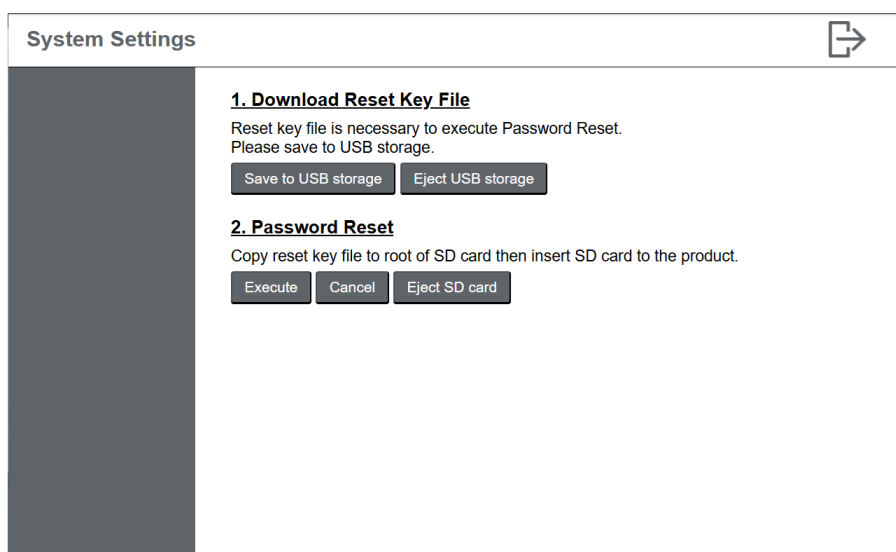 System Settings
1. Download Reset Key File
Reset key file is necessary to execute Password Reset.
Please save to USB storage.
Save to USB storage Eject USB storage
2. Password Reset
Copy reset key file to root of SD card then insert SD card to the product.
Execute Cancel Eject SD card